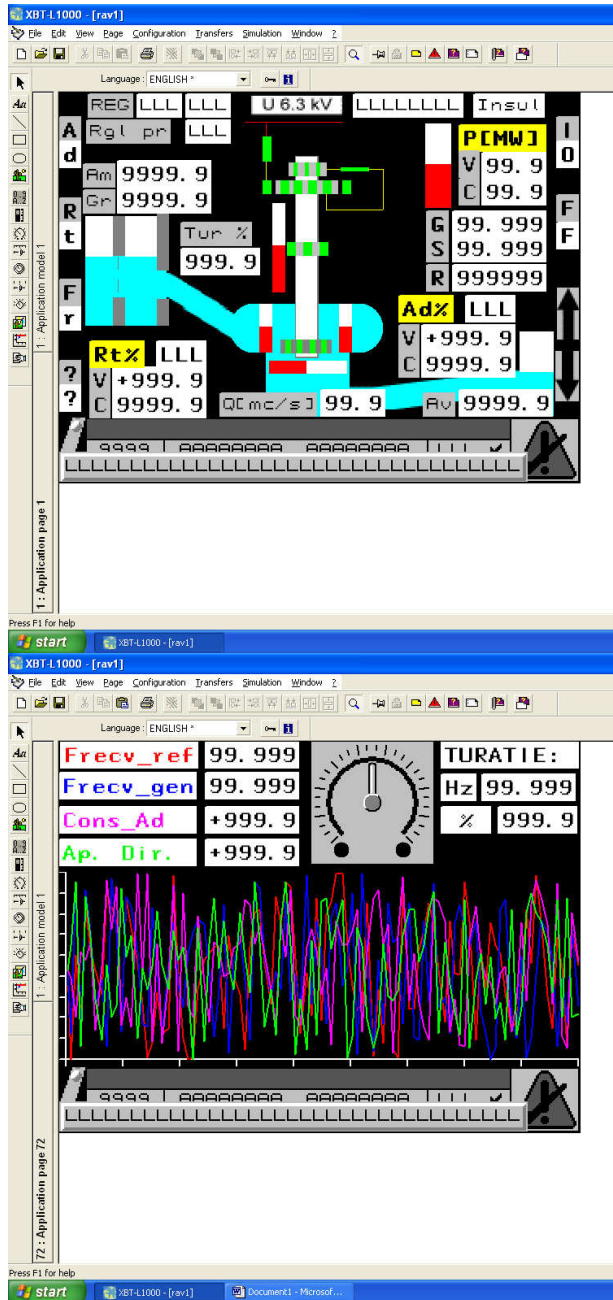 XBT-L1000 - [rav1]
File Edit View Page Configuration Transfers Simulation Window ?
Language : ENGLISH *
REG LLL LLL U 6.3 kV LLLLLLLL Insul
Rgl pr LLL
Ad
Rt
Fr
??
Am 9999.9
Gr 9999.9
Tur %
999.9
P[MW]
V 99.9
C 99.9
G 99.999
S 99.999
R 999999
IO
FF
Ad% LLL
V +999.9
C 9999.9
Rt% LLL
V +999.9
C 9999.9
Q[mc/s] 99.9
Av 9999.9
9999 AAAAAAAA AAAAAAAA LLL
LLLLLLLLLLLLLLLLLLLLLLLLLLLLLLLLLLLLLLLL
1 : Application model 1
1 : Application page 1
Press F1 for help
start XBT-L1000 - [rav1]
XBT-L1000 - [rav1]
File Edit View Page Configuration Transfers Simulation Window ?
Language : ENGLISH *
Frecv_ref 99.999
Frecv_gen 99.999
Cons_Ad +999.9
Ap. Dir. +999.9
TURATIE:
Hz 99.999
% 999.9
9999 AAAAAAAA AAAAAAAA LLL
LLLLLLLLLLLLLLLLLLLLLLLLLLLLLLLLLLLLLLLL
1 : Application model 1
72 : Application page 72
Press F1 for help
start XBT-L1000 - [rav1] Document1 - Microsof...